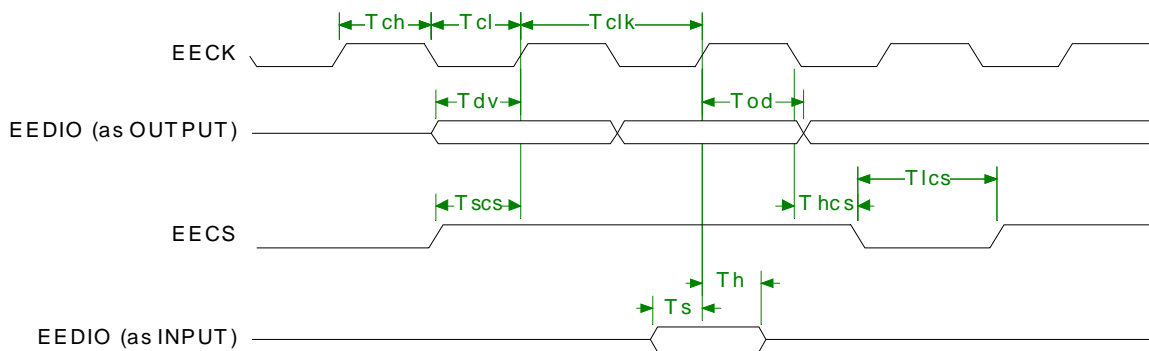 Tch Tcl Tclk
EECK
Tdv Tod
EEDIO (as OUTPUT)
Tlcs
Tscs Thcs
EECS
Th
Ts
EEDIO (as INPUT)